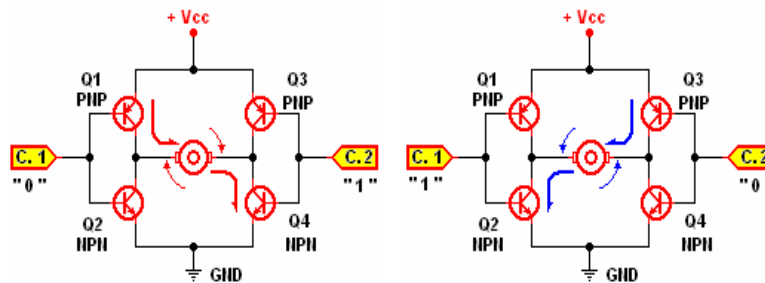 + Vcc
Q1
PNP
Q3
PNP
C.1
"0"
C.2
"1"
Q2
NPN
Q4
NPN
GND
+ Vcc
Q1
PNP
Q3
PNP
C.1
"1"
C.2
"0
Q2
NPN
Q4
NPN
GND